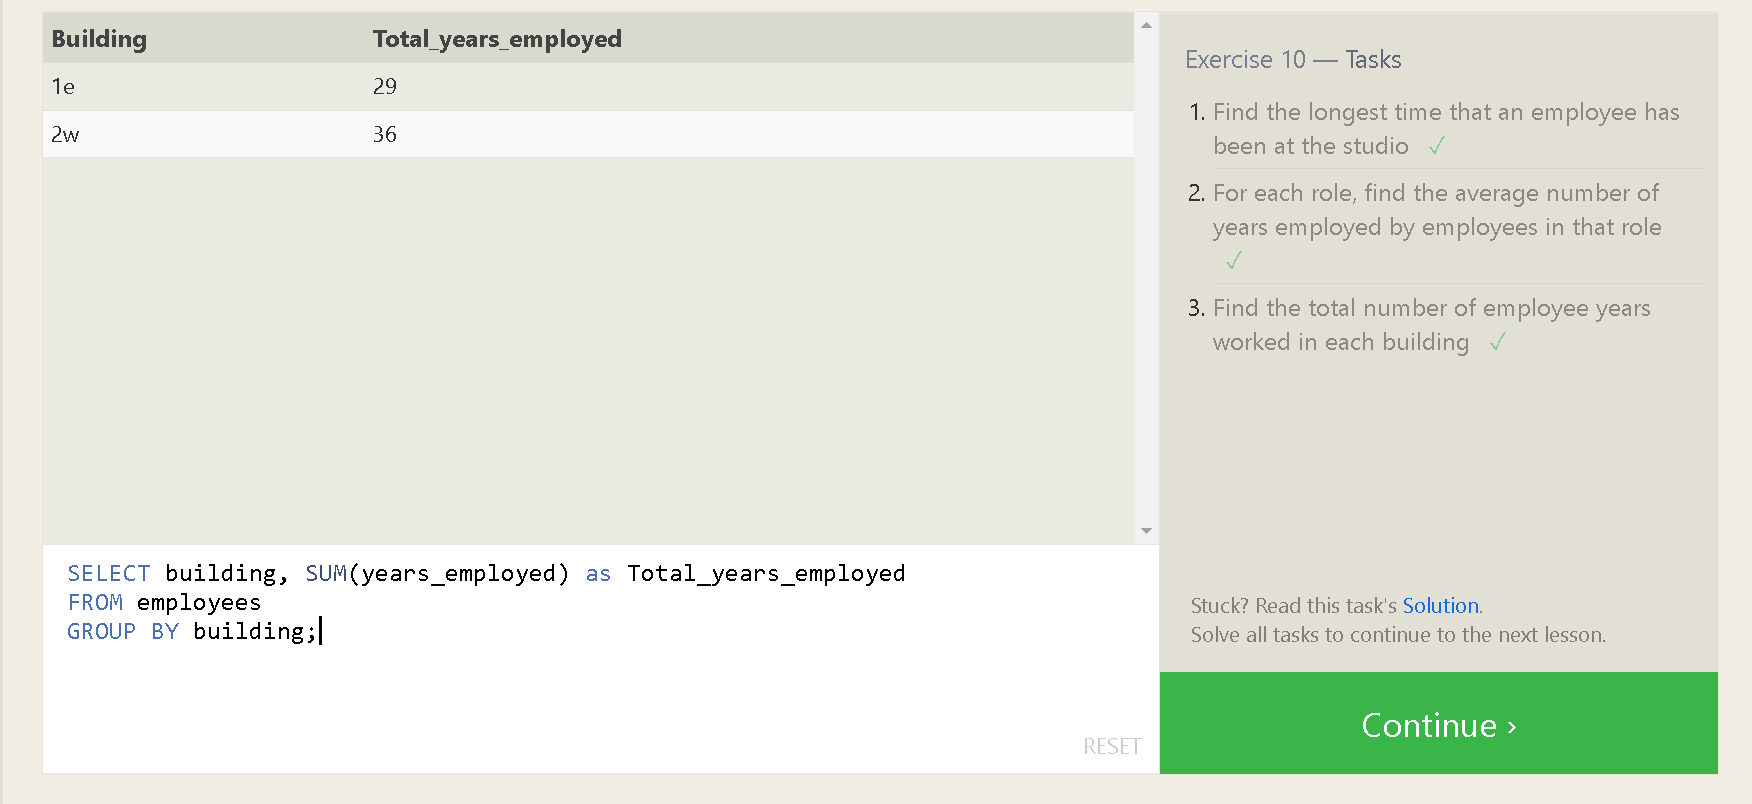 Building Total_years_employed
1e 29
2w 36
SELECT building, SUM(years_employed) as Total_years_employed
FROM employees
GROUP BY building;
RESET
Exercise 10 — Tasks
1. Find the longest time that an employee has
been at the studio ✓
2. For each role, find the average number of
years employed by employees in that role
✓
3. Find the total number of employee years
worked in each building ✓
Stuck? Read this task's Solution.
Solve all tasks to continue to the next lesson.
Continue ›